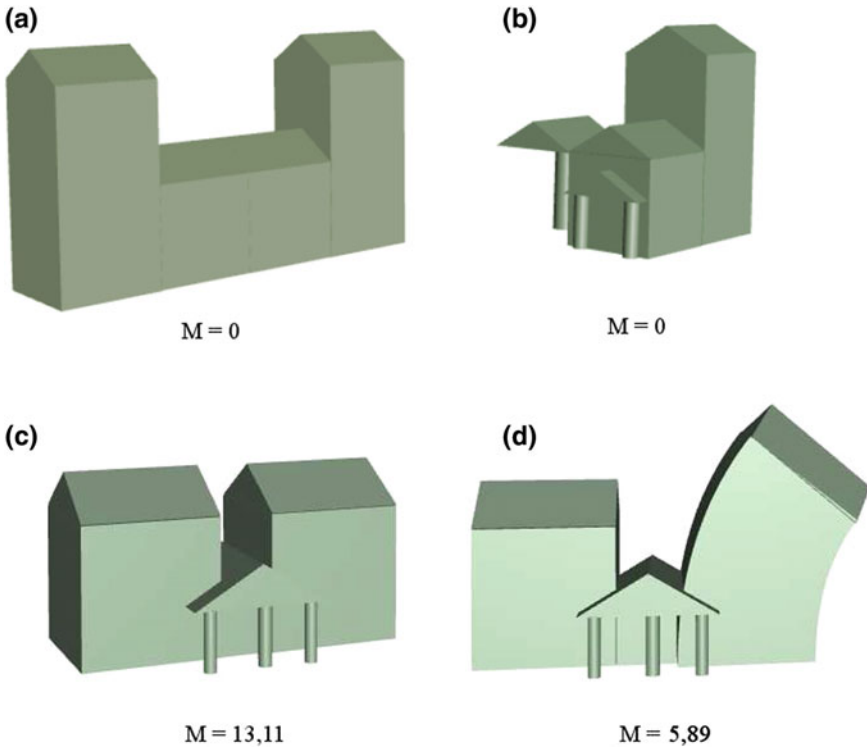 (a)
(b)
M = 0
M = 0
(c)
(d)
M = 13,11
M = 5,89